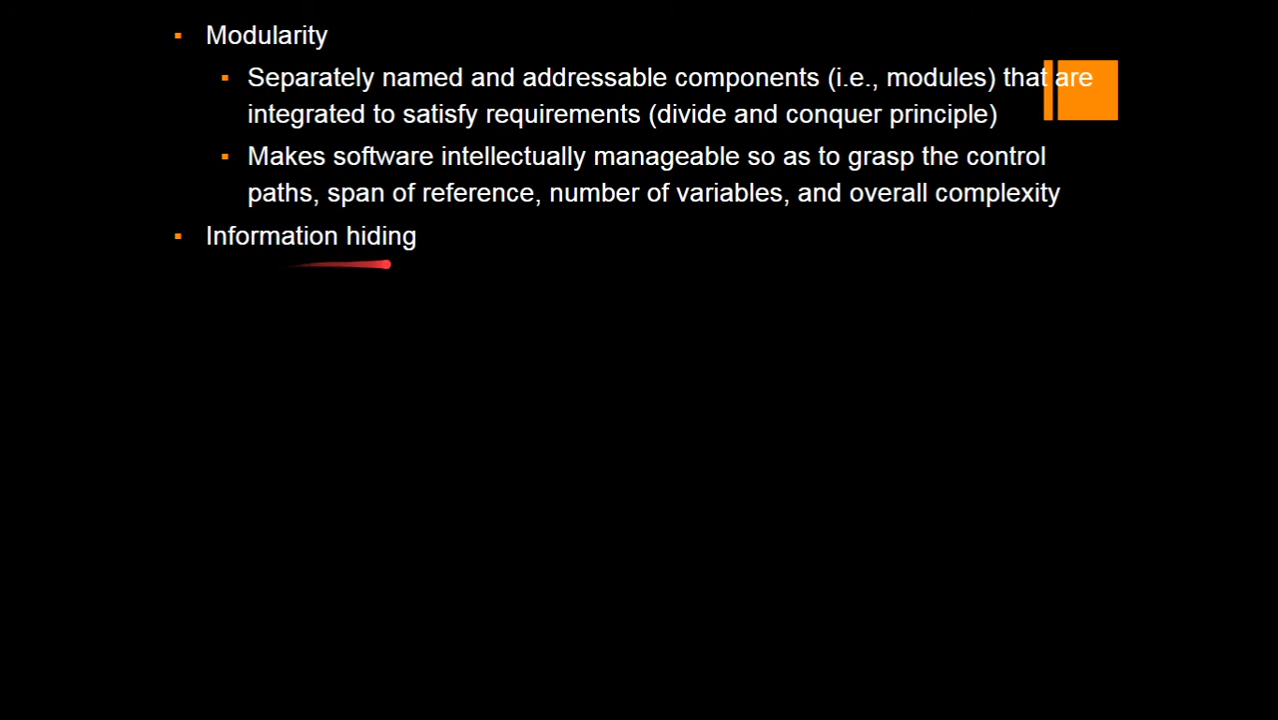 Modularity
Separately named and addressable components (i.e., modules) that are
integrated to satisfy requirements (divide and conquer principle)
Makes software intellectually manageable so as to grasp the control
paths, span of reference, number of variables, and overall complexity
Information hiding